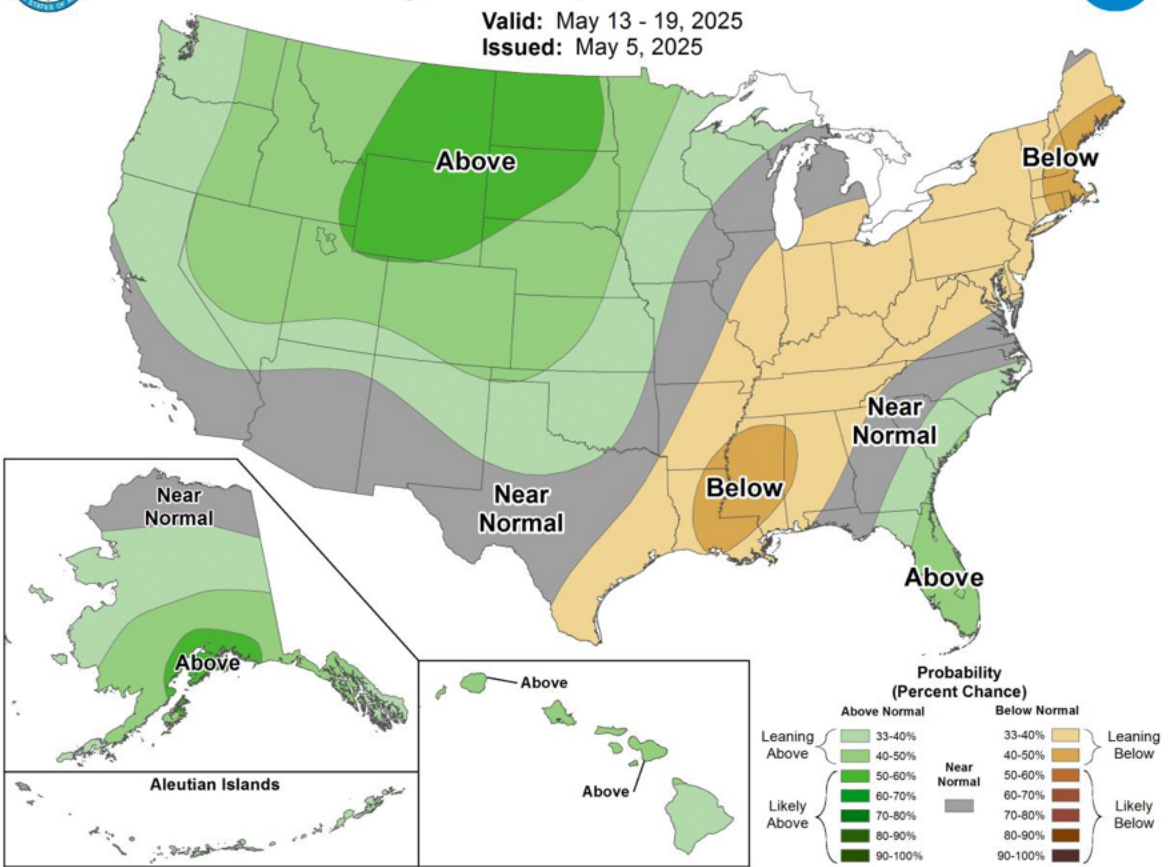 STATES OF
Valid: May 13 - 19, 2025
Issued: May 5, 2025
Above
Below
Near
Normal
Near
Normal
Below
Above
Near
Normal
Above
Aleutian Islands
Above
Above
Probability
(Percent Chance)
Above Normal
Below Normal
Leaning
Above
33-40%
40-50%
Likely
Above
50-60%
60-70%
70-80%
80-90%
90-100%
Near
Normal
33-40%
40-50%
Leaning
Below
50-60%
60-70%
70-80%
80-90%
90-100%
Likely
Below